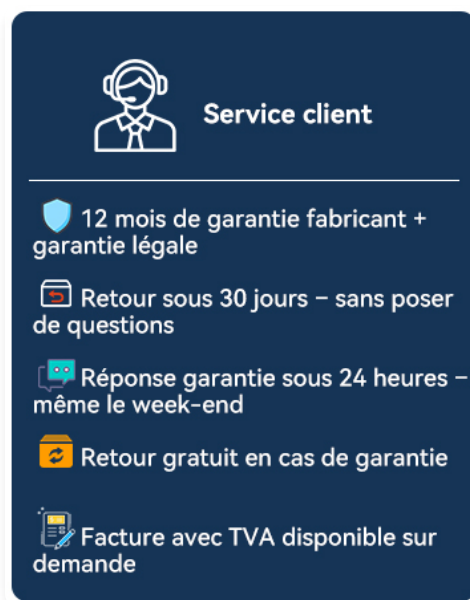 Service client
12 mois de garantie fabricant +
garantie légale
Retour sous 30 jours – sans poser
de questions
Réponse garantie sous 24 heures –
même le week-end
Retour gratuit en cas de garantie
Facture avec TVA disponible sur
demande